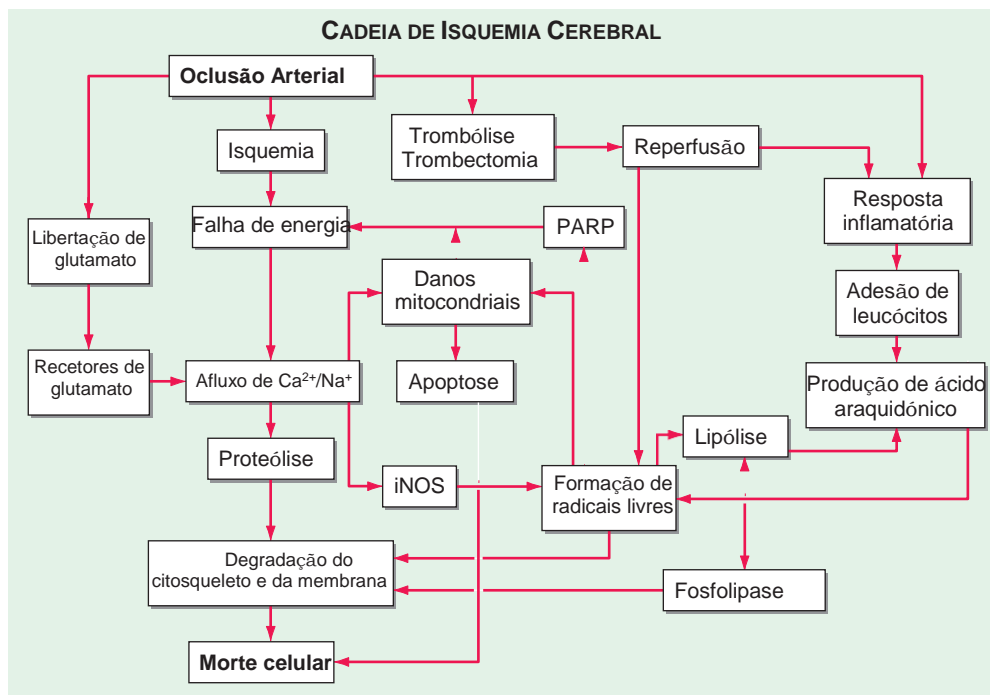 CADEIA DE ISQUEMIA CEREBRAL
Oclusão Arterial
Isquemia
Trombólise
Trombectomia
Reperfusão
Resposta
inflamatória
Falha de energia
PARP
Libertação de
glutamato
Danos
mitocondriais
Adesão de
leucócitos
Recetores de
glutamato
Afluxo de Ca²⁺/Na⁺
Apoptose
Produção de ácido
araquidónico
Proteólise
Lipólise
iNOS
Formação de
radicais livres
Degradação do
citosqueleto e da membrana
Fosfolipase
Morte celular